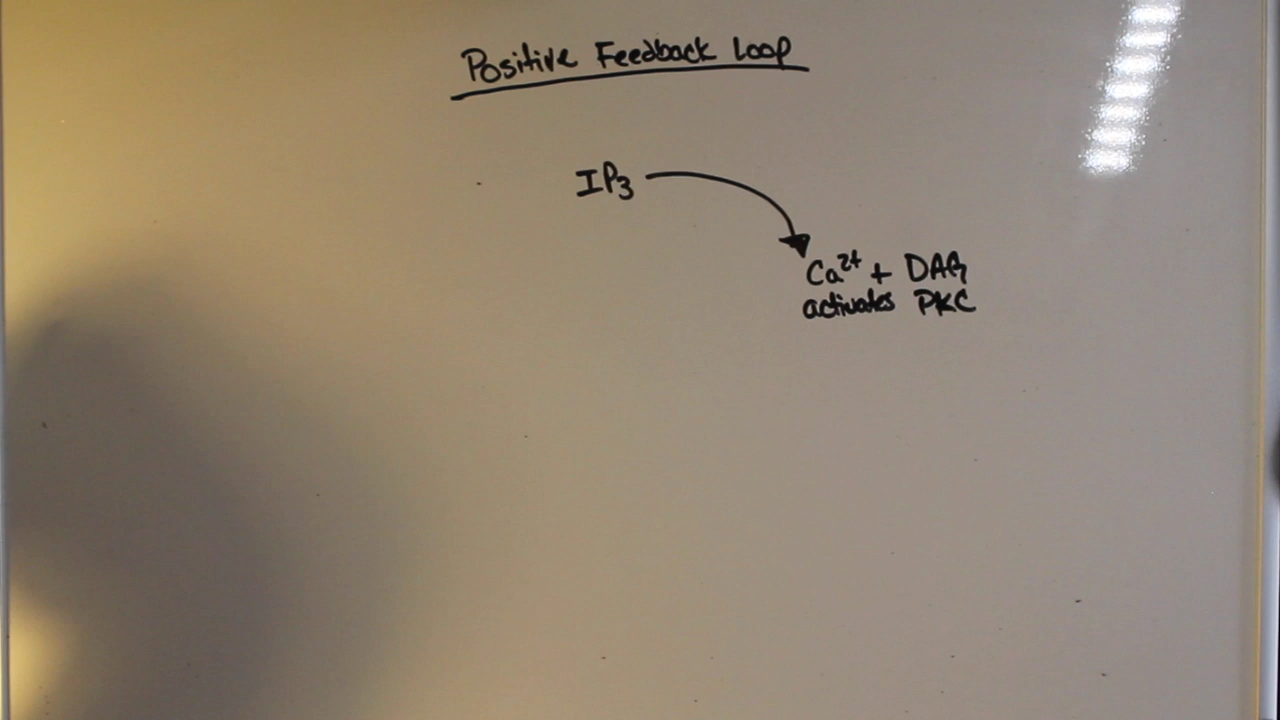 Positive Feedback Loop
IP₃
Ca²⁺ + DAG
activates PKC